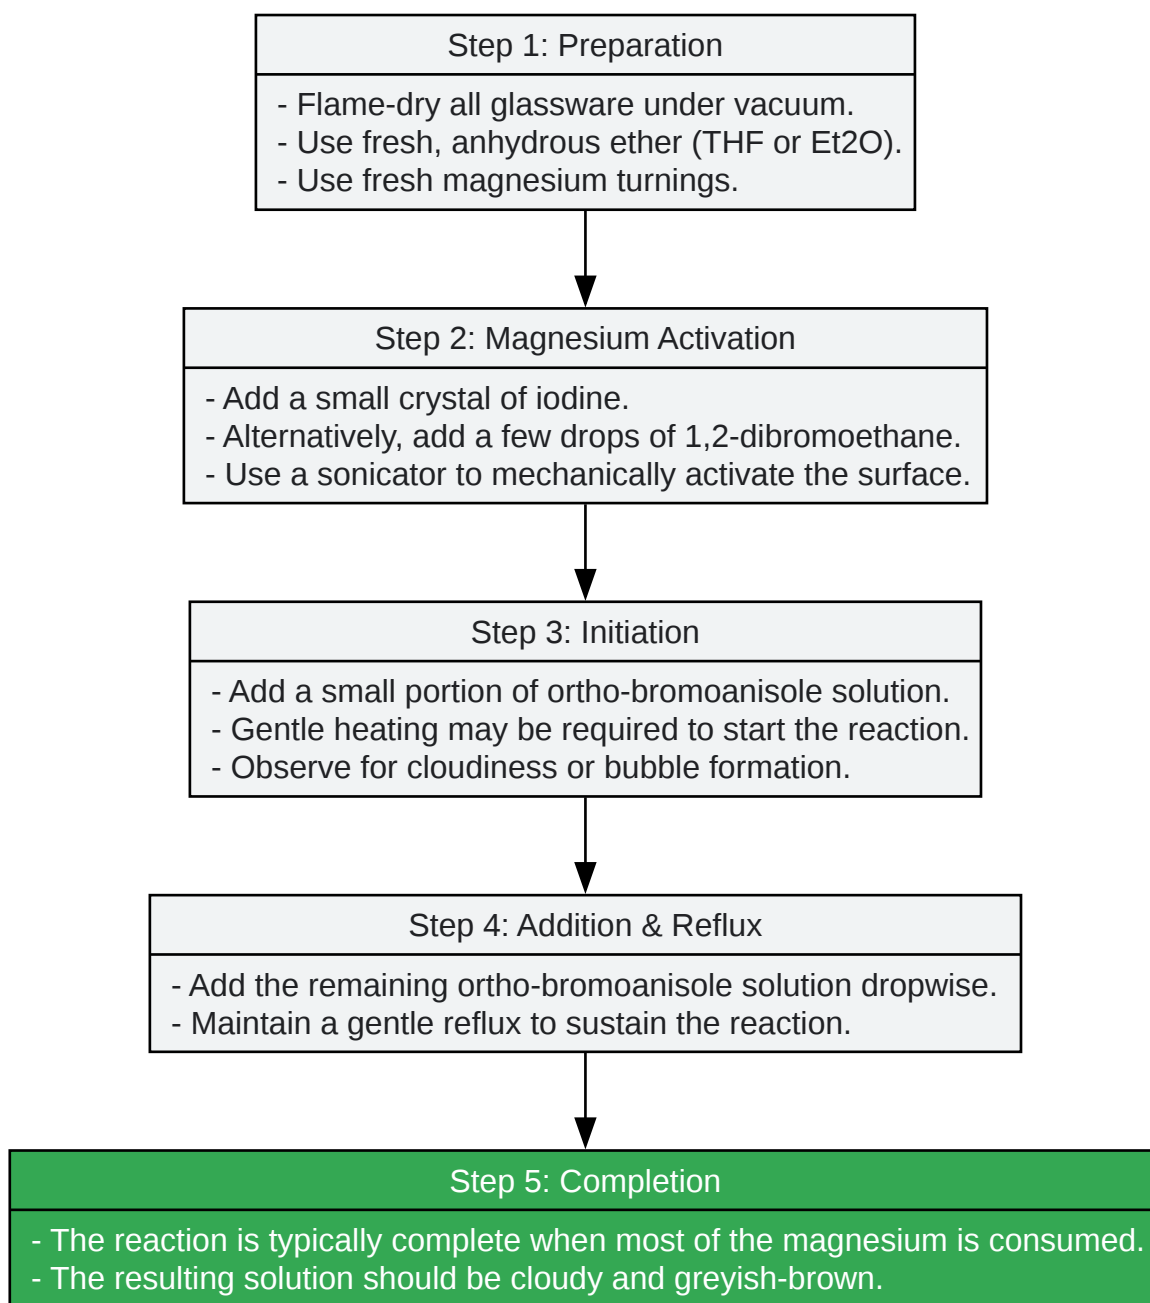 Step 1: Preparation
- Flame-dry all glassware under vacuum.
- Use fresh, anhydrous ether (THF or Et2O).
- Use fresh magnesium turnings.
Step 2: Magnesium Activation
- Add a small crystal of iodine.
- Alternatively, add a few drops of 1,2-dibromoethane.
- Use a sonicator to mechanically activate the surface.
Step 3: Initiation
- Add a small portion of ortho-bromoanisole solution.
- Gentle heating may be required to start the reaction.
- Observe for cloudiness or bubble formation.
Step 4: Addition & Reflux
- Add the remaining ortho-bromoanisole solution dropwise.
- Maintain a gentle reflux to sustain the reaction.
Step 5: Completion
- The reaction is typically complete when most of the magnesium is consumed.
- The resulting solution should be cloudy and greyish-brown.